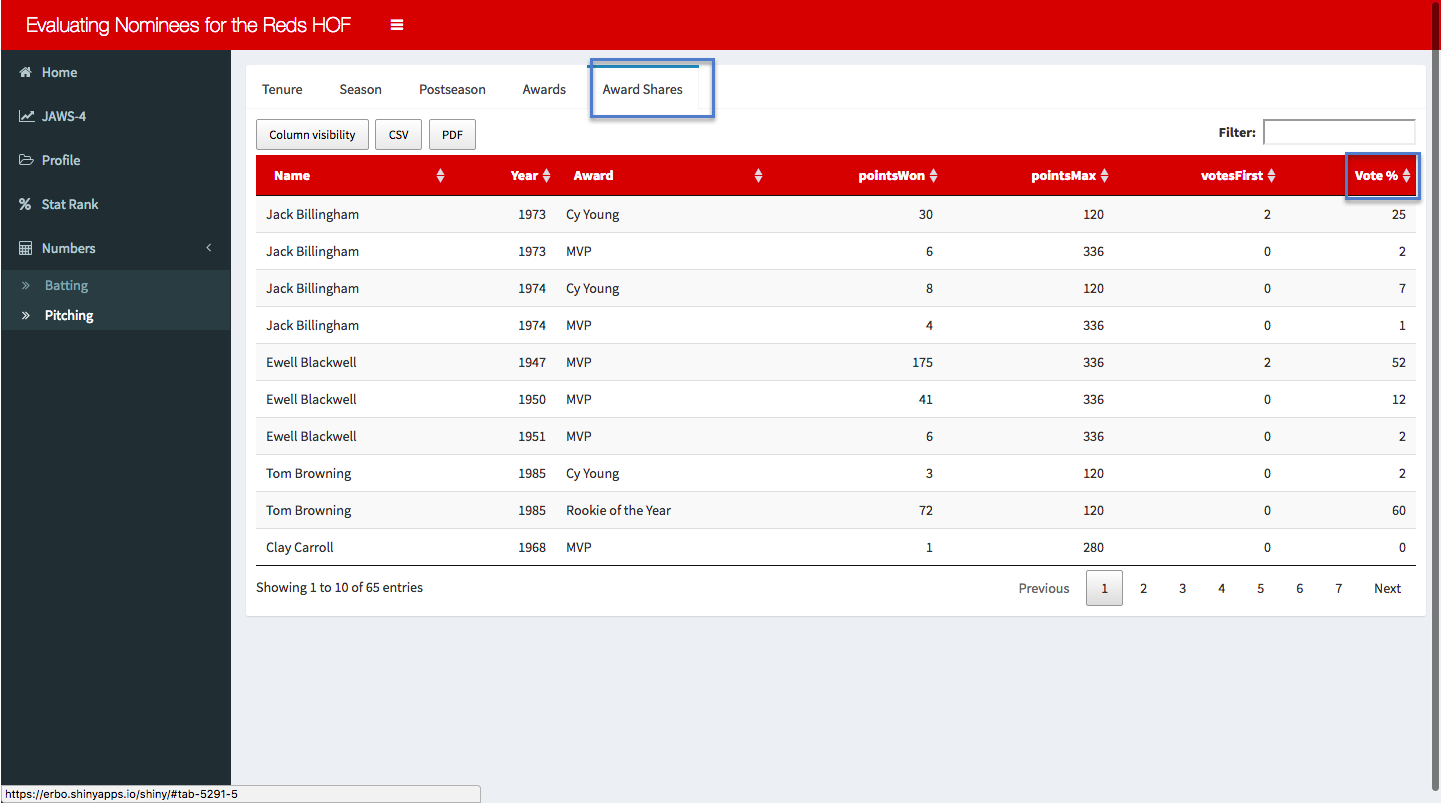 Evaluating Nominees for the Reds HOF
Home
JAWS-4
Profile
Stat Rank
Numbers
Batting
Pitching
Tenure Season Postseason Awards Award Shares
Column visibility CSV PDF Filter:
Name Year Award pointsWon pointsMax votesFirst Vote %
Jack Billingham 1973 Cy Young 30 120 2 25
Jack Billingham 1973 MVP 6 336 0 2
Jack Billingham 1974 Cy Young 8 120 0 7
Jack Billingham 1974 MVP 4 336 0 1
Ewell Blackwell 1947 MVP 175 336 2 52
Ewell Blackwell 1950 MVP 41 336 0 12
Ewell Blackwell 1951 MVP 6 336 0 2
Tom Browning 1985 Cy Young 3 120 0 2
Tom Browning 1985 Rookie of the Year 72 120 0 60
Clay Carroll 1968 MVP 1 280 0 0
Showing 1 to 10 of 65 entries Previous 1 2 3 4 5 6 7 Next
https://erbo.shinyapps.io/shiny/#tab-5291-5